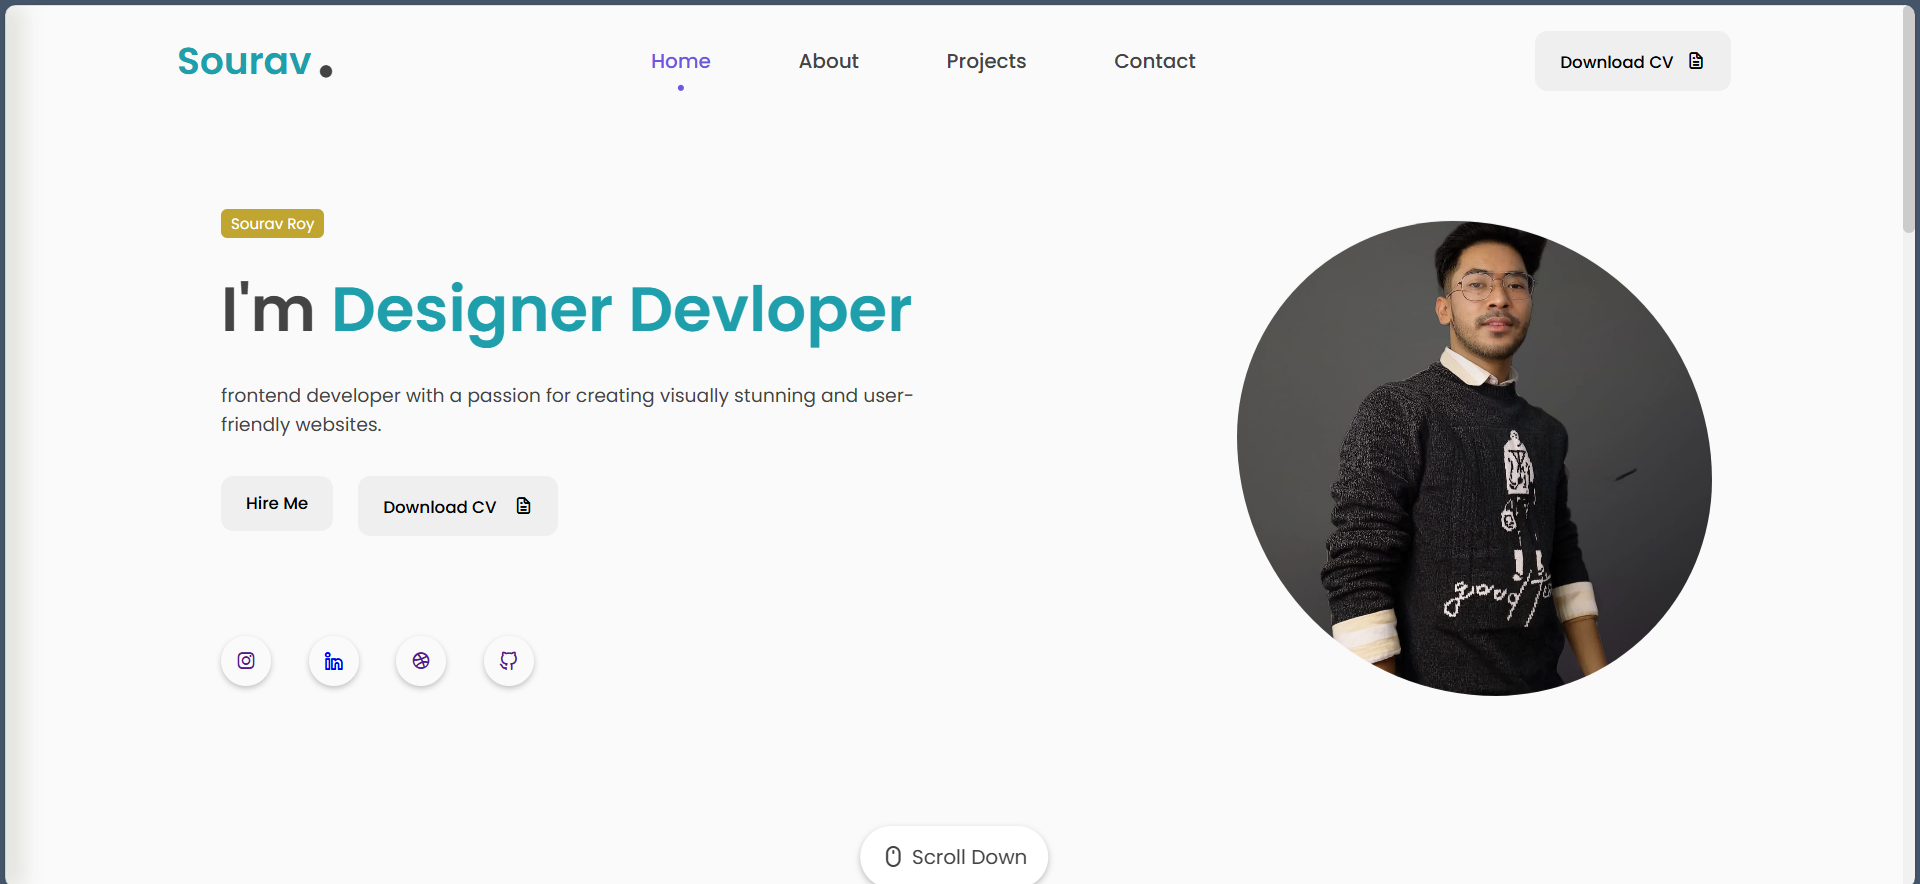 Sourav.
Home
About
Projects
Contact
Download CV
Sourav Roy
I'm Designer Devloper
frontend developer with a passion for creating visually stunning and user-
friendly websites.
Hire Me
Download CV
good
Scroll Down